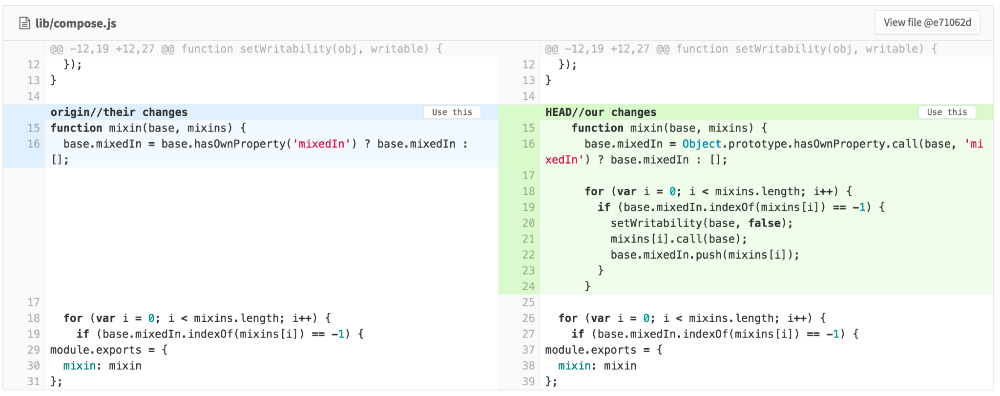 lib/compose.js
View file @e71062d
@@ -12,19 +12,27 @@ function setWritability(obj, writable) {
12   });
13 }
14
origin//their changes
Use this
15 function mixin(base, mixins) {
16   base.mixedIn = base.hasOwnProperty('mixedIn') ? base.mixedIn :
[];
17
18   for (var i = 0; i < mixins.length; i++) {
19     if (base.mixedIn.indexOf(mixins[i]) == -1) {
29 module.exports = {
30   mixin: mixin
31 };
@@ -12,19 +12,27 @@ function setWritability(obj, writable) {
12   });
13 }
14
HEAD//our changes
Use this
15     function mixin(base, mixins) {
16       base.mixedIn = Object.prototype.hasOwnProperty.call(base, 'mi
xedIn') ? base.mixedIn : [];
17
18       for (var i = 0; i < mixins.length; i++) {
19         if (base.mixedIn.indexOf(mixins[i]) == -1) {
20           setWritability(base, false);
21           mixins[i].call(base);
22           base.mixedIn.push(mixins[i]);
23         }
24       }
25
26   for (var i = 0; i < mixins.length; i++) {
27     if (base.mixedIn.indexOf(mixins[i]) == -1) {
37 module.exports = {
38   mixin: mixin
39 };